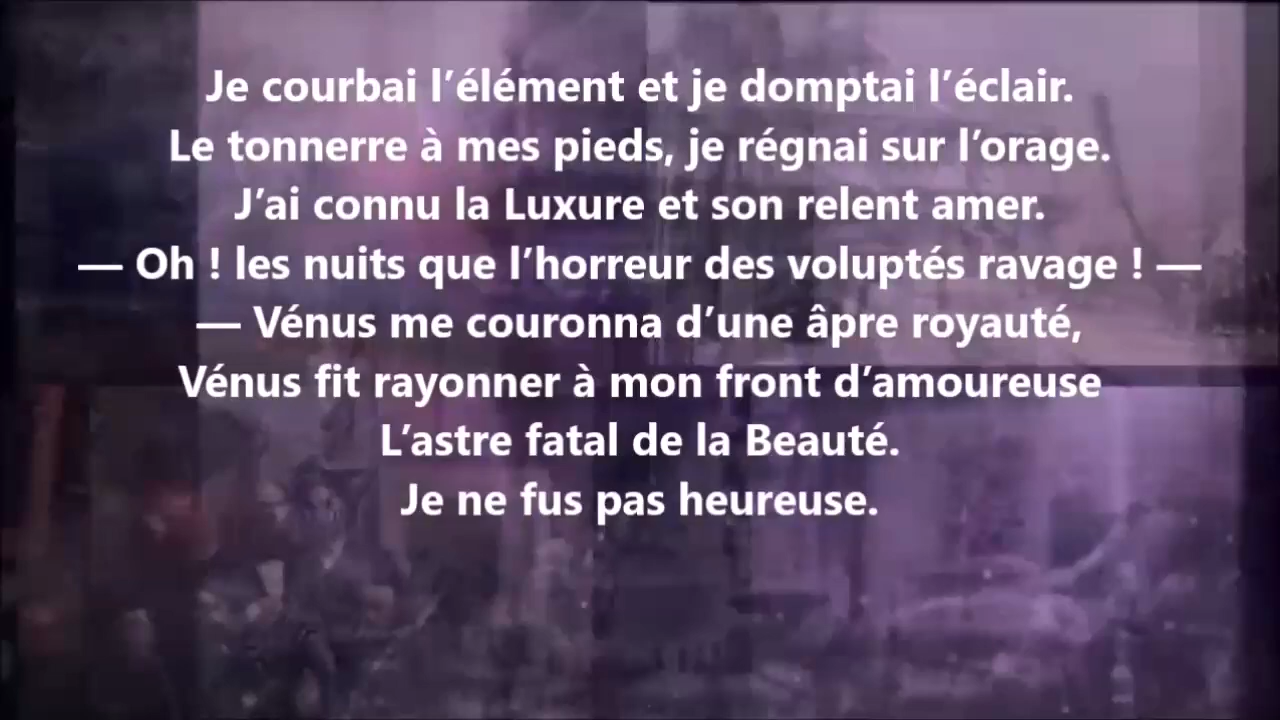 Je courbai l’élément et je domptai l’éclair.
Le tonnerre à mes pieds, je régnai sur l’orage.
J’ai connu la Luxure et son relent amer.
— Oh ! les nuits que l’horreur des voluptés ravage ! —
— Vénus me couronna d’une âpre royauté,
Vénus fit rayonner à mon front d’amoureuse
L’astre fatal de la Beauté.
Je ne fus pas heureuse.